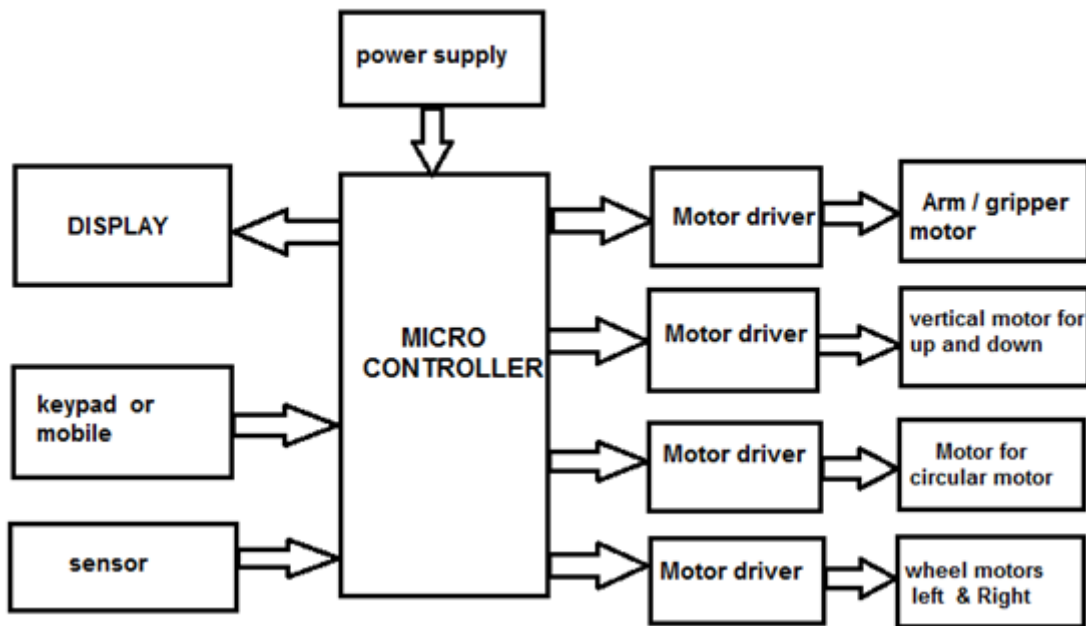 power supply
DISPLAY
keypad or
mobile
sensor
MICRO
CONTROLLER
Motor driver
Arm / gripper
motor
Motor driver
vertical motor for
up and down
Motor driver
Motor for
circular motor
Motor driver
wheel motors
left & Right